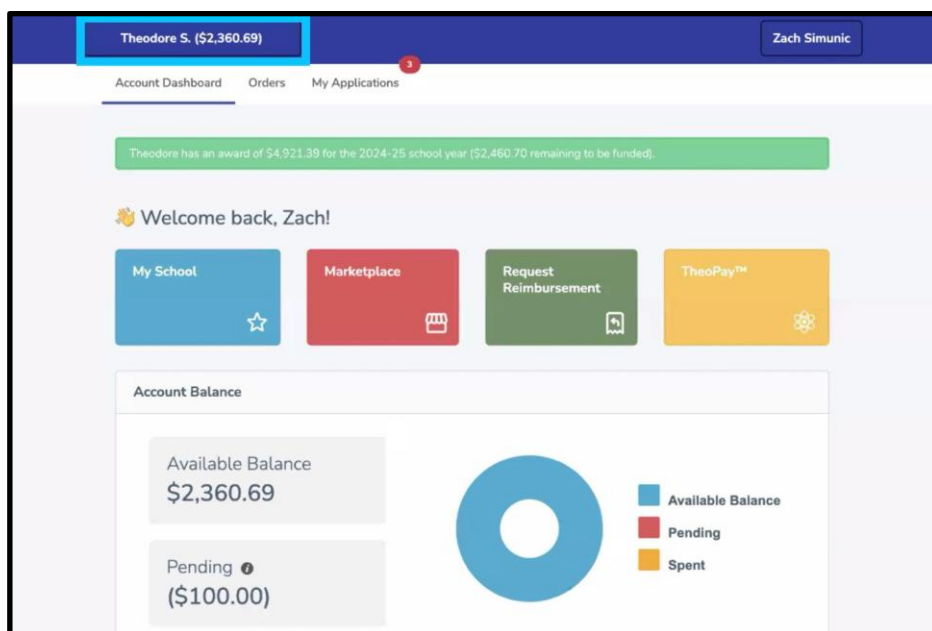 Theodore S. ($2,360.69)
Zach Simunic
Account Dashboard
Orders
My Applications
3
Theodore has an award of $4,921.39 for the 2024-25 school year ($2,460.70 remaining to be funded).
👋 Welcome back, Zach!
My School
Marketplace
Request
Reimbursement
TheoPay™
Account Balance
Available Balance
$2,360.69
Pending
($100.00)
Available Balance
Pending
Spent